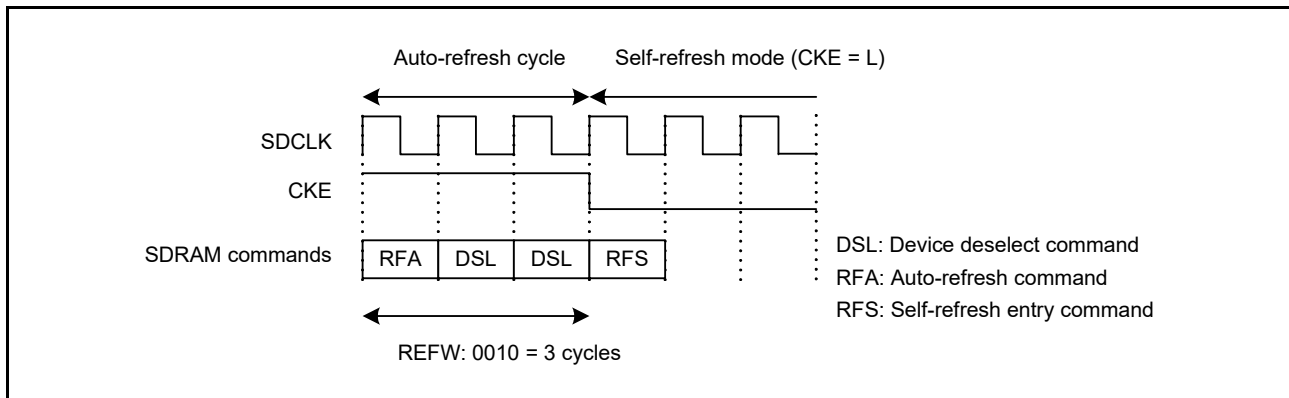 Auto-refresh cycle Self-refresh mode (CKE = L)
SDCLK
CKE
SDRAM commands RFA DSL DSL RFS
DSL: Device deselect command
RFA: Auto-refresh command
RFS: Self-refresh entry command
REFW: 0010 = 3 cycles